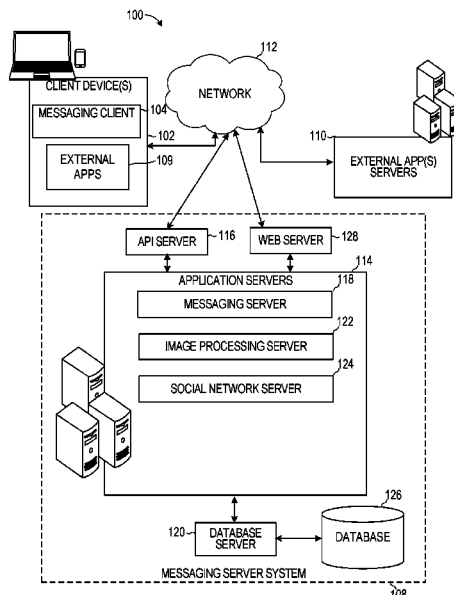 100
112
CLIENT DEVICE(S)
MESSAGING CLIENT
104
102
EXTERNAL
APPS
109
NETWORK
110
EXTERNAL APP(S)
SERVERS
API SERVER
116
WEB SERVER
128
114
APPLICATION SERVERS
118
MESSAGING SERVER
122
IMAGE PROCESSING SERVER
124
SOCIAL NETWORK SERVER
120
DATABASE
SERVER
126
DATABASE
MESSAGING SERVER SYSTEM
108